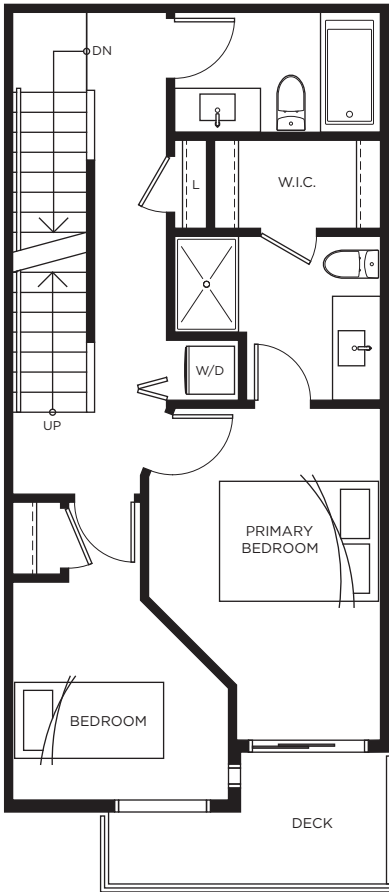 DN
L
W.I.C.
W/D
UP
PRIMARY
BEDROOM
BEDROOM
DECK